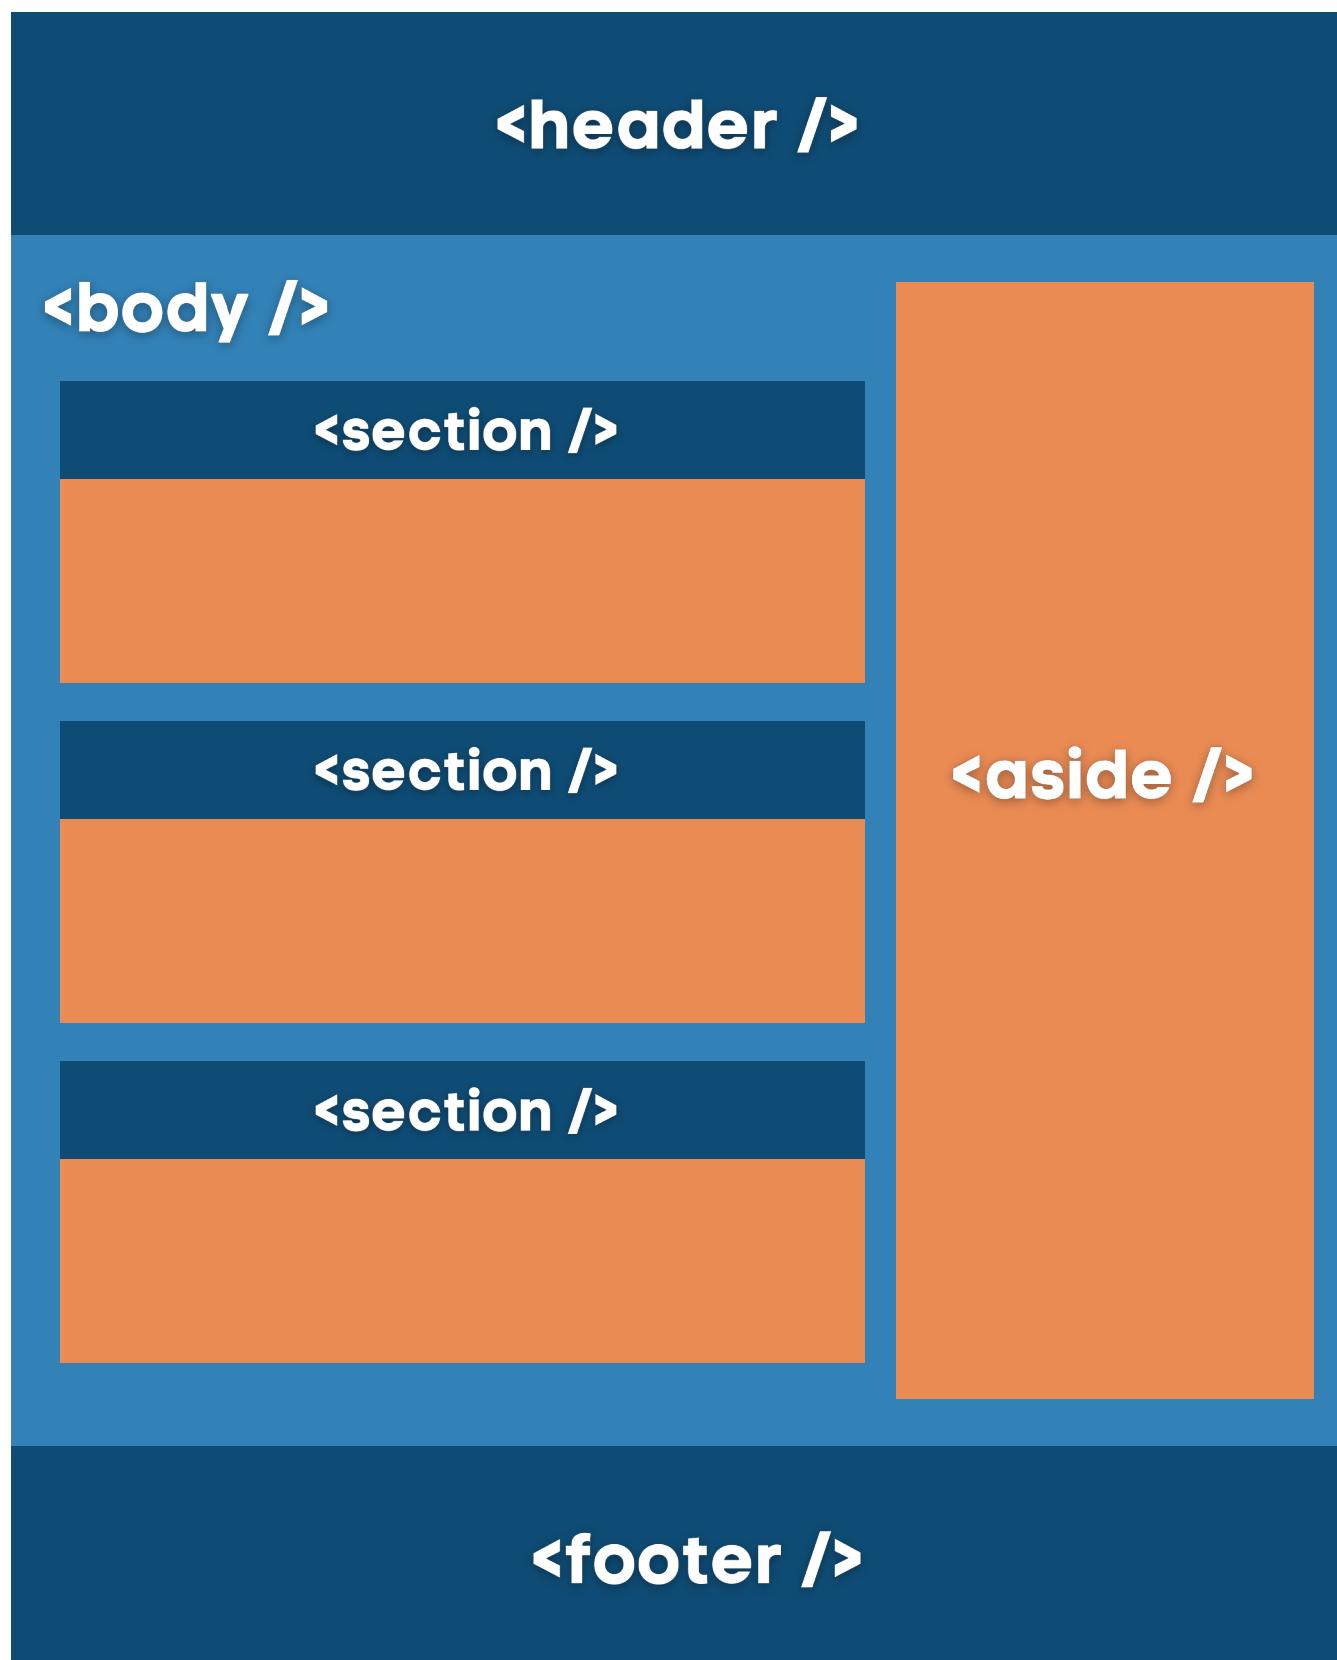 <header />
<body />
<section />
<section />
<section />
<aside />
<footer />